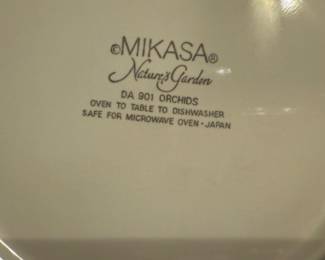 ©MIKASA®
Nature's Garden
DA 901 ORCHIDS
OVEN TO TABLE TO DISHWASHER
SAFE FOR MICROWAVE OVEN-JAPAN